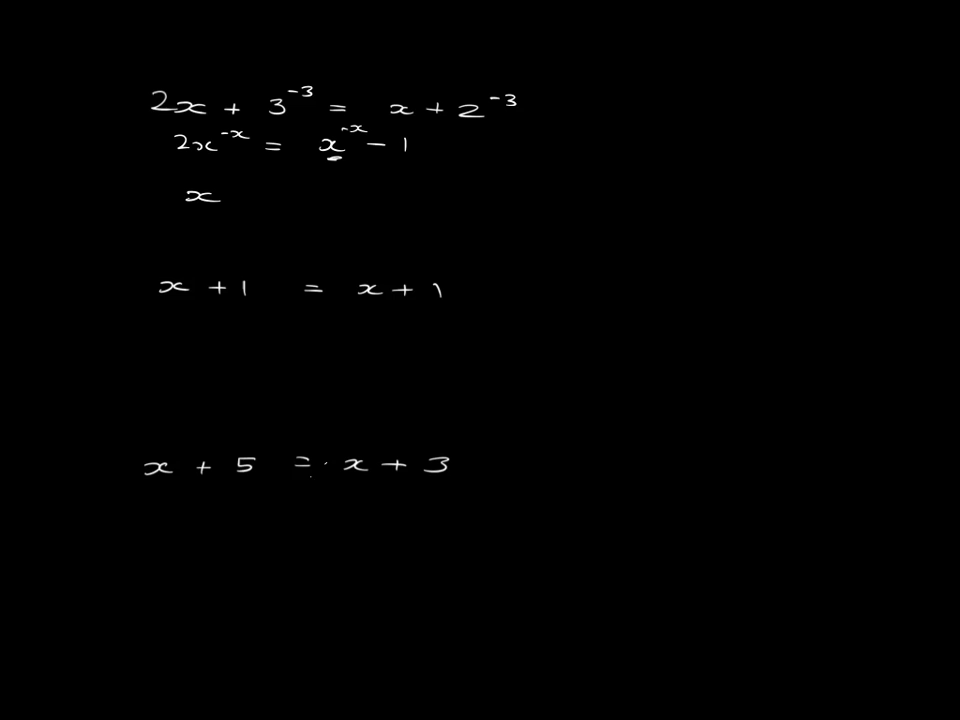 2x + 3⁻³ = x + 2⁻³
2x⁻ˣ = x⁻ˣ − 1
x
x + 1 = x + 1
x + 5 = x + 3